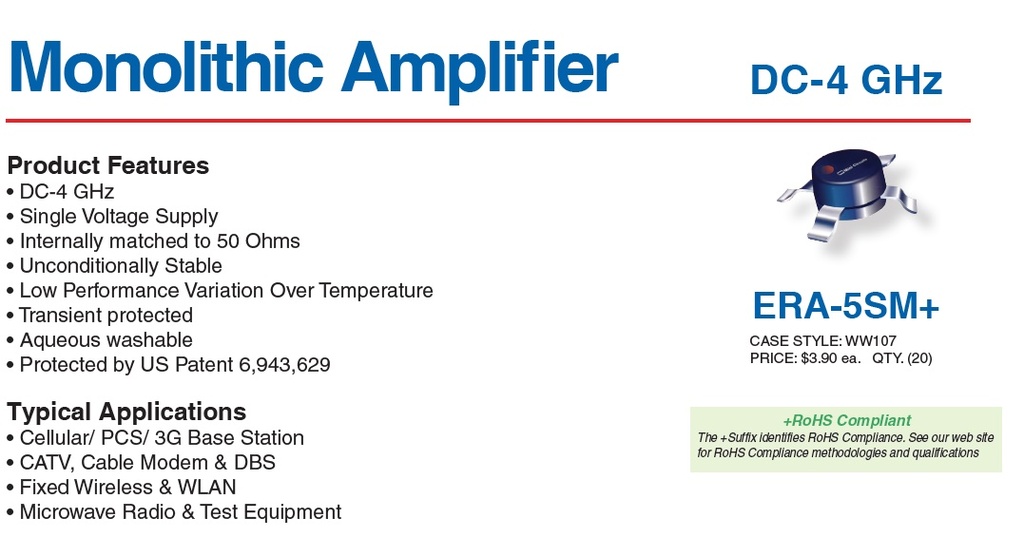 Monolithic Amplifier
DC-4 GHz
Product Features
• DC-4 GHz
• Single Voltage Supply
• Internally matched to 50 Ohms
• Unconditionally Stable
• Low Performance Variation Over Temperature
• Transient protected
• Aqueous washable
• Protected by US Patent 6,943,629
Typical Applications
• Cellular/ PCS/ 3G Base Station
• CATV, Cable Modem & DBS
• Fixed Wireless & WLAN
• Microwave Radio & Test Equipment
Mini-Circuits
ERA-5SM+
CASE STYLE: WW107
PRICE: $3.90 ea. QTY. (20)
+RoHS Compliant
The +Suffix identifies RoHS Compliance. See our web site
for RoHS Compliance methodologies and qualifications